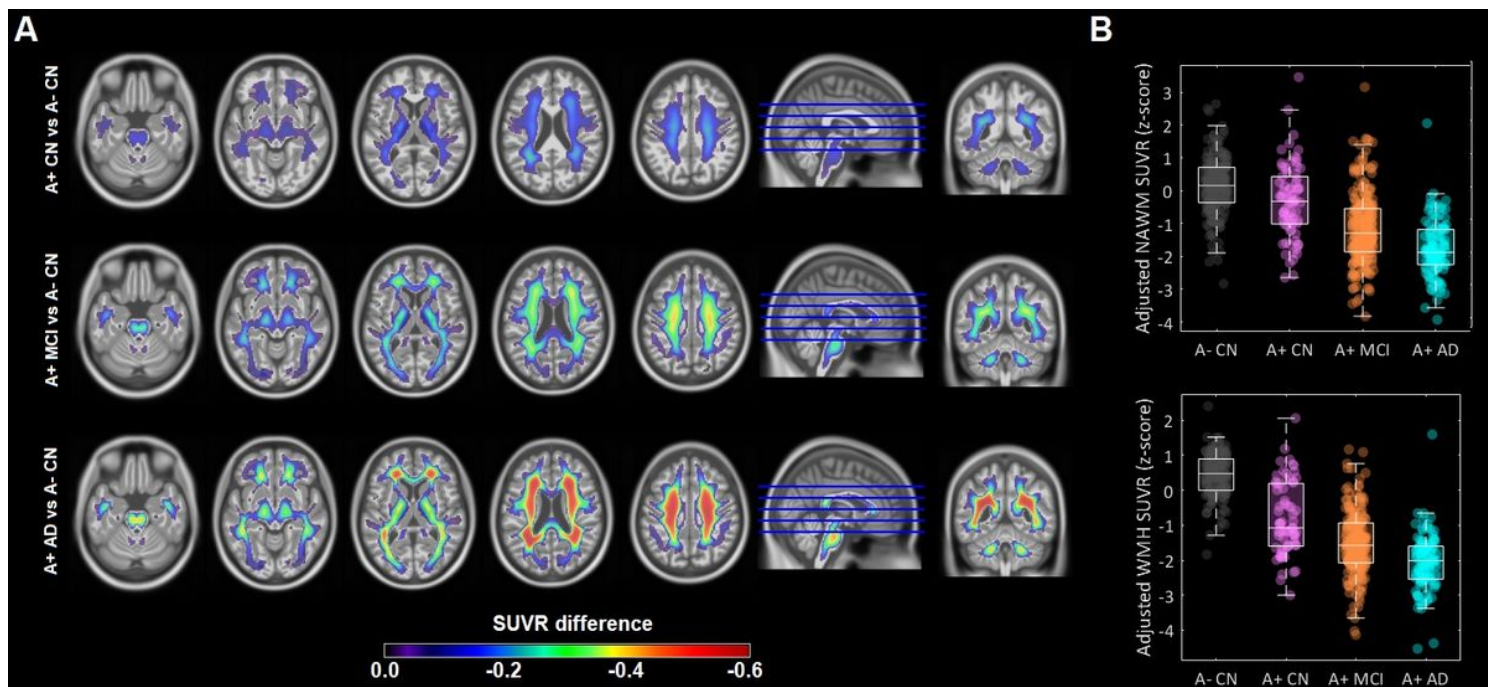 A
B
A+ CN vs A- CN
A+ MCI vs A- CN
A+ AD vs A- CN
SUVR difference
0.0 -0.2 -0.4 -0.6
Adjusted NAWM SUVR (z-score)
3
2
1
0
-1
-2
-3
-4
A- CN A+ CN A+ MCI A+ AD
Adjusted WMH SUVR (z-score)
2
1
0
-1
-2
-3
-4
A- CN A+ CN A+ MCI A+ AD